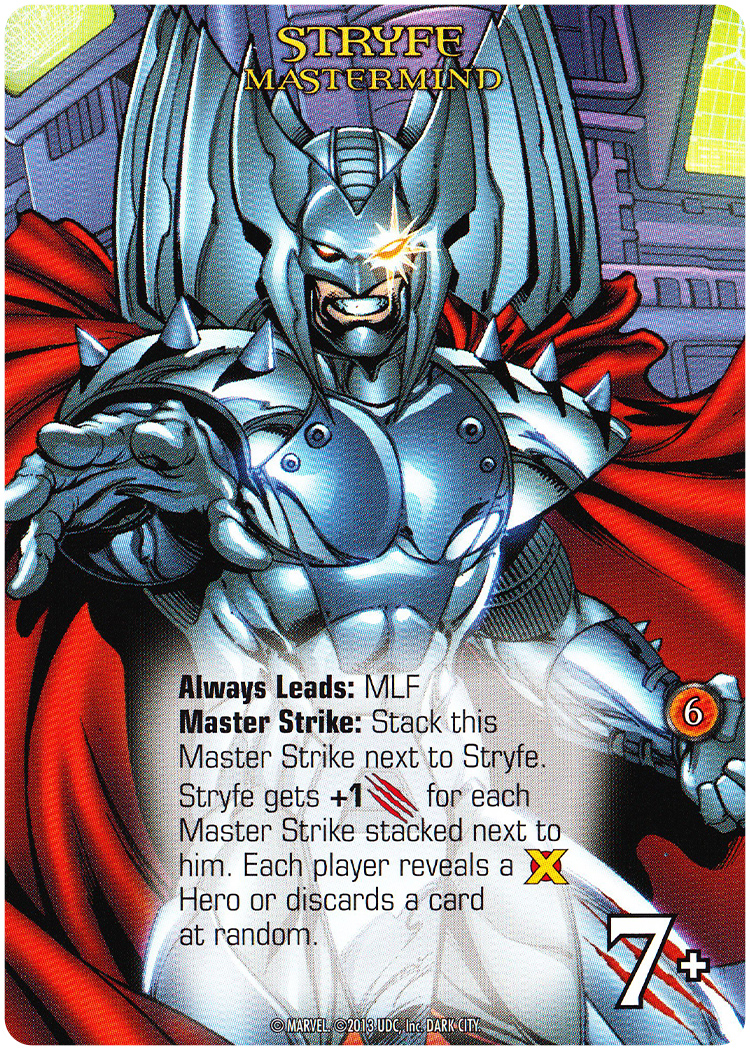 STRYFE
MASTERMIND
Always Leads: MLF
Master Strike: Stack this
Master Strike next to Stryfe.
Stryfe gets +1 for each
Master Strike stacked next to
him. Each player reveals a X
Hero or discards a card
at random.
6
7+
© MARVEL. ©2013 UDC, Inc. DARK CITY.